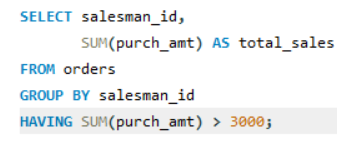 SELECT salesman_id,
       SUM(purch_amt) AS total_sales
FROM orders
GROUP BY salesman_id
HAVING SUM(purch_amt) > 3000;